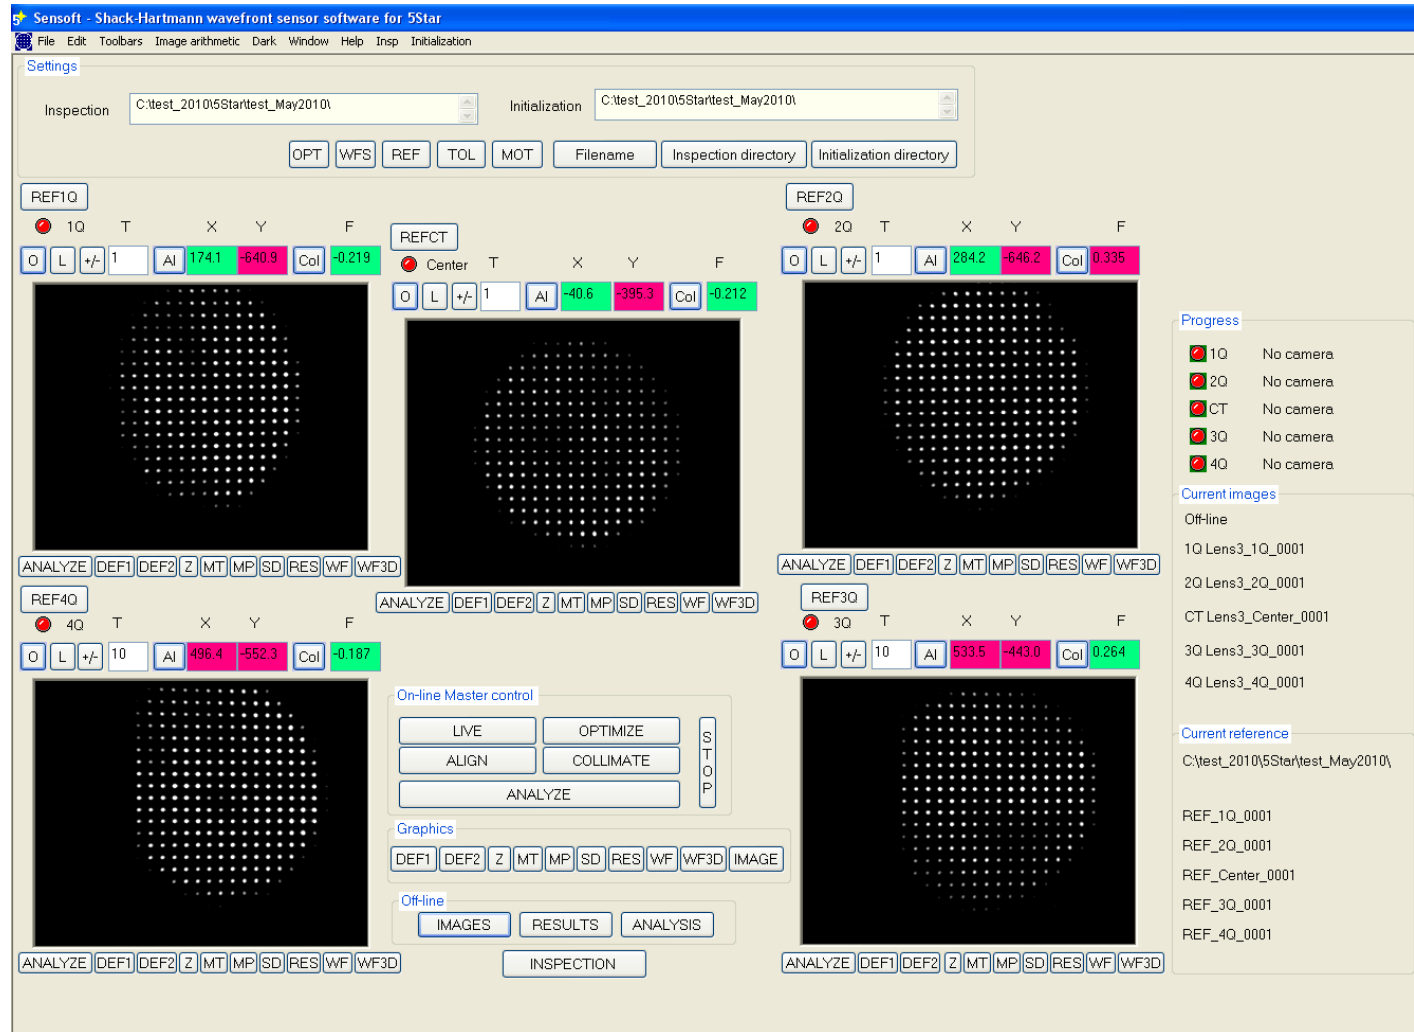 Sensoft - Shack-Hartmann wavefront sensor software for 5Star
File Edit Toolbars Image arithmetic Dark Window Help Insp Initialization
Settings
Inspection C:\test_2010\5Star\test_May2010\ Initialization C:\test_2010\5Star\test_May2010\
OPT WFS REF TOL MOT Filename Inspection directory Initialization directory
REF1Q
1Q T X Y F
O L +/- 1 Al 174.1 -640.9 Col -0.219
ANALYZE DEF1 DEF2 Z MT MP SD RES WF WF3D
REFCT
Center T X Y F
O L +/- 1 Al -40.6 -395.3 Col -0.212
ANALYZE DEF1 DEF2 Z MT MP SD RES WF WF3D
REF2Q
2Q T X Y F
O L +/- 1 Al 284.2 -646.2 Col 0.335
ANALYZE DEF1 DEF2 Z MT MP SD RES WF WF3D
REF4Q
4Q T X Y F
O L +/- 10 Al 496.4 -552.3 Col -0.187
ANALYZE DEF1 DEF2 Z MT MP SD RES WF WF3D
REF3Q
3Q T X Y F
O L +/- 10 Al 533.5 -443.0 Col 0.264
ANALYZE DEF1 DEF2 Z MT MP SD RES WF WF3D
On-line Master control
LIVE OPTIMIZE
ALIGN COLLIMATE
ANALYZE
STOP
Graphics
DEF1 DEF2 Z MT MP SD RES WF WF3D IMAGE
Off-line
IMAGES RESULTS ANALYSIS
INSPECTION
Progress
1Q No camera
2Q No camera
CT No camera
3Q No camera
4Q No camera
Current images
Off-line
1Q Lens3_1Q_0001
2Q Lens3_2Q_0001
CT Lens3_Center_0001
3Q Lens3_3Q_0001
4Q Lens3_4Q_0001
Current reference
C:\test_2010\5Star\test_May2010\
REF_1Q_0001
REF_2Q_0001
REF_Center_0001
REF_3Q_0001
REF_4Q_0001